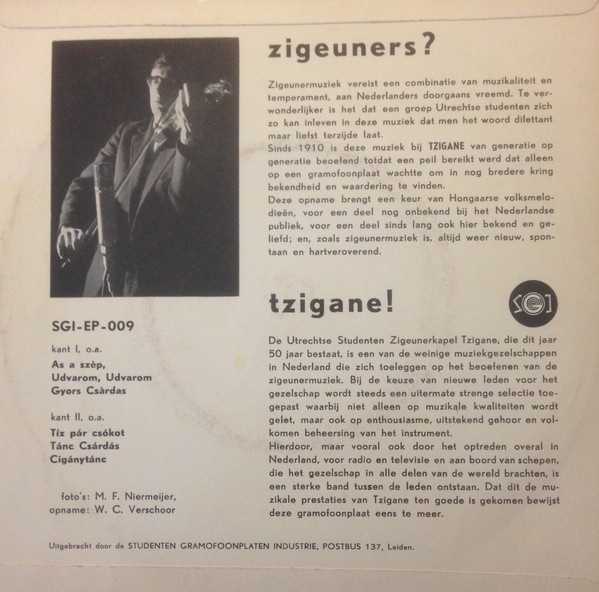 zigeuners?
Zigeunermuziek vereist een combinatie van muzikaliteit en
temperament, aan Nederlanders doorgaans vreemd. Te ver-
wonderlijker is het dat een groep Utrechtse studenten zich
zo kan inleven in deze muziek dat men het woord dilettant
maar liefst terzijde laat.
Sinds 1910 is deze muziek bij TZIGANE van generatie op
generatie beoefend totdat een peil bereikt werd dat alleen
op een gramofoonplaat wachtte om in nog bredere kring
bekendheid en waardering te vinden.
Deze opname brengt een keur van Hongaarse volksmelo-
dieën, voor een deel nog onbekend bij het Nederlandse
publiek, voor een deel sinds lang ook hier bekend en ge-
liefd; en, zoals zigeunermuziek is, altijd weer nieuw, spon-
taan en hartveroverend.
tzigane!
SGI
De Utrechtse Studenten Zigeunerkapel Tzigane, die dit jaar
50 jaar bestaat, is een van de weinige muziekgezelschappen
in Nederland die zich toeleggen op het beoefenen van de
zigeunermuziek. Bij de keuze van nieuwe leden voor het
gezelschap wordt steeds een uitermate strenge selectie toe-
gepast waarbij niet alleen op muzikale kwaliteiten wordt
gelet, maar ook op enthousiasme, uitstekend gehoor en vol-
komen beheersing van het instrument.
Hierdoor, maar vooral ook door het optreden overal in
Nederland, voor radio en televisie en aan boord van schepen,
die het gezelschap in alle delen van de wereld brachten, is
een sterke band tussen de leden ontstaan. Dat dit de mu-
zikale prestaties van Tzigane ten goede is gekomen bewijst
deze gramofoonplaat eens te meer.
SGI-EP-009
kant I, o.a.
As a szèp,
Udvarom, Udvarom
Gyors Csàrdas
kant II, o.a.
Tíz pár csókot
Tánc Csárdás
Cigánytánc
foto's: M. F. Niermeijer,
opname: W. C. Verschoor
Uitgebracht door de STUDENTEN GRAMOFOONPLATEN INDUSTRIE, POSTBUS 137, Leiden.